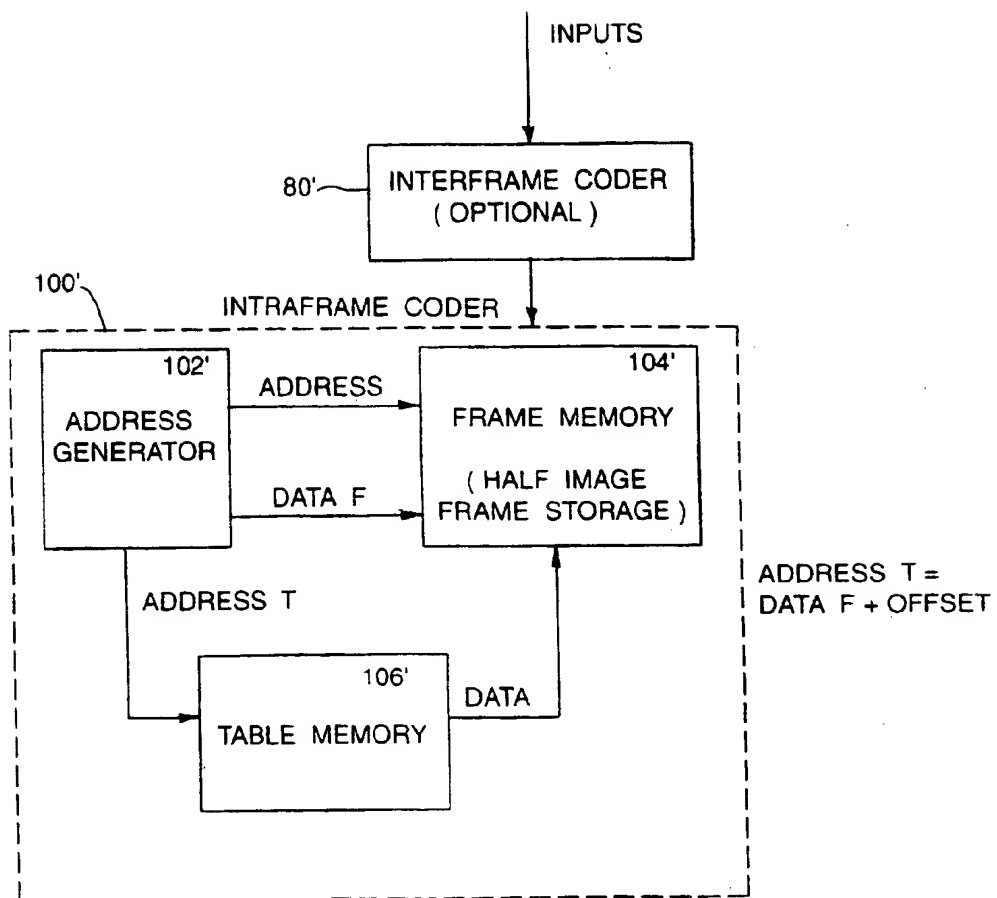 INPUTS
80'
INTERFRAME CODER
( OPTIONAL )
100'
INTRAFRAME CODER
102'
ADDRESS
GENERATOR
ADDRESS
DATA F
104'
FRAME MEMORY
( HALF IMAGE
FRAME STORAGE )
ADDRESS T
ADDRESS T =
DATA F + OFFSET
106'
TABLE MEMORY
DATA